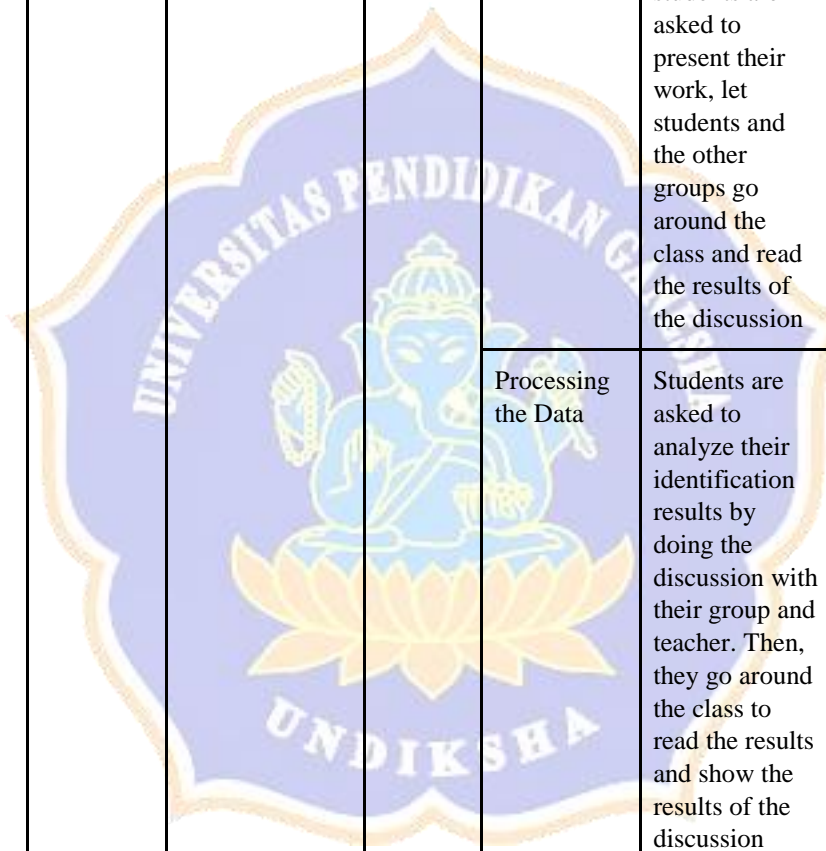 asked to
present their
work, let
students and
the other
groups go
around the
class and read
the results of
the discussion
Processing
the Data
Students are
asked to
analyze their
identification
results by
doing the
discussion with
their group and
teacher. Then,
they go around
the class to
read the results
and show the
results of the
discussion
UNIVERSITAS PENDIDIKAN GANESHA
UNDIKSHA